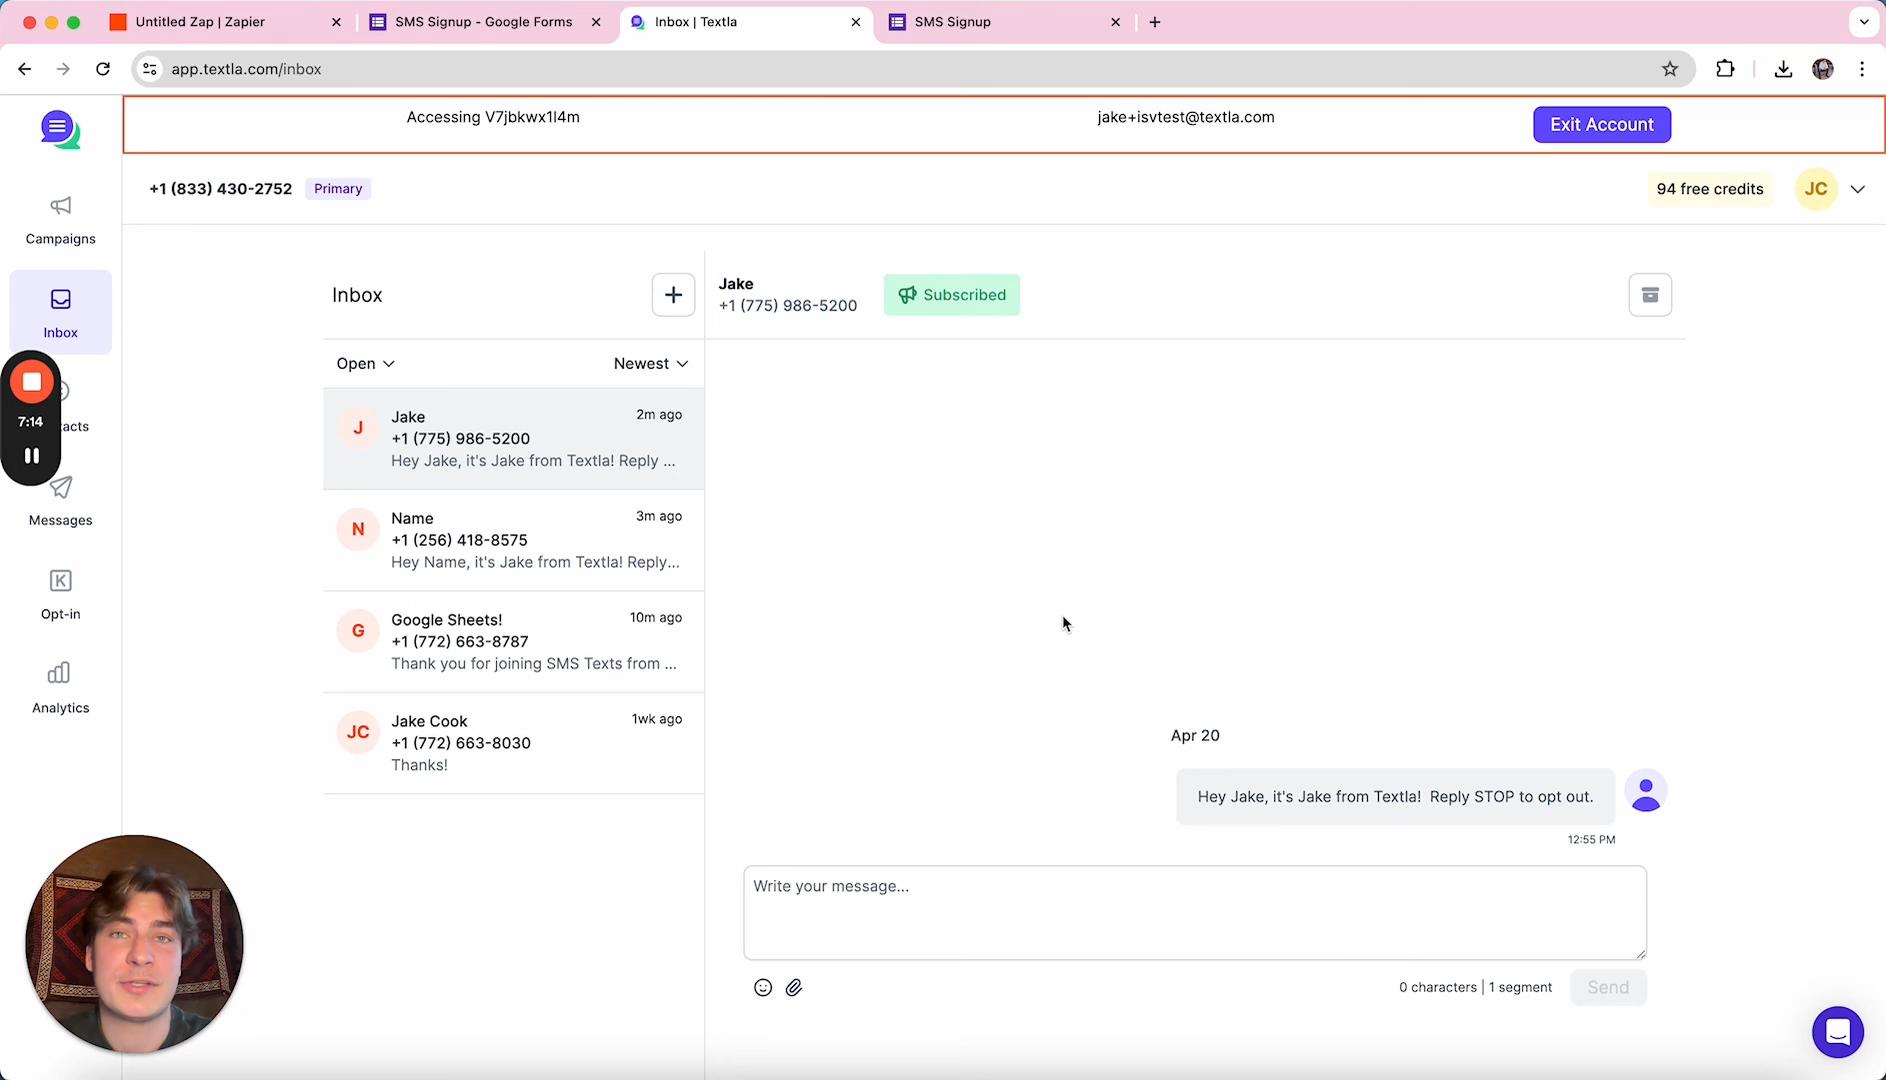 Untitled Zap | Zapier
SMS Signup - Google Forms
Inbox | Textla
SMS Signup
app.textla.com/inbox
Accessing V7jbkwx1l4m
jake+isvtest@textla.com
Exit Account
+1 (833) 430-2752
Primary
94 free credits
JC
Campaigns
Inbox
7:14
acts
Messages
Opt-in
Analytics
Inbox
Open
Newest
J
Jake
2m ago
+1 (775) 986-5200
Hey Jake, it's Jake from Textla! Reply ...
N
Name
3m ago
+1 (256) 418-8575
Hey Name, it's Jake from Textla! Reply...
G
Google Sheets!
10m ago
+1 (772) 663-8787
Thank you for joining SMS Texts from ...
JC
Jake Cook
1wk ago
+1 (772) 663-8030
Thanks!
Jake
+1 (775) 986-5200
Subscribed
Apr 20
Hey Jake, it's Jake from Textla!  Reply STOP to opt out.
12:55 PM
Write your message...
0 characters | 1 segment
Send